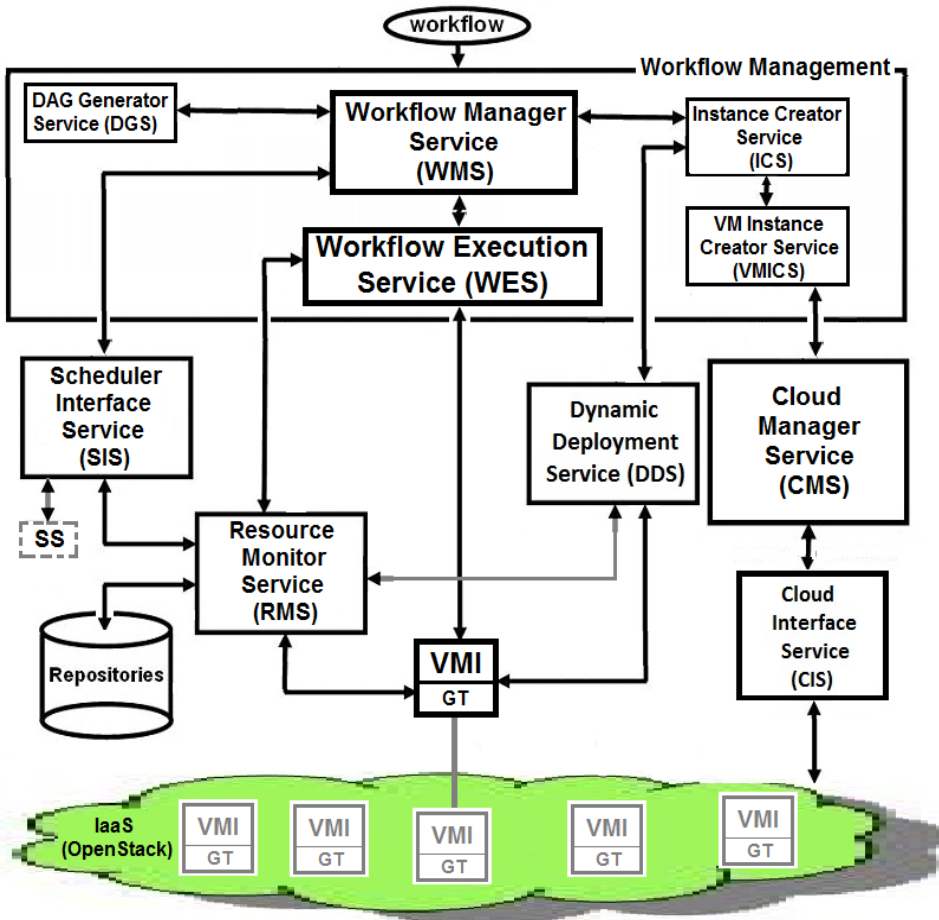 workflow
Workflow Management
DAG Generator
Service (DGS)
Workflow Manager
Service
(WMS)
Instance Creator
Service
(ICS)
Workflow Execution
Service (WES)
VM Instance
Creator Service
(VMICS)
Scheduler
Interface
Service
(SIS)
Dynamic
Deployment
Service (DDS)
Cloud
Manager
Service
(CMS)
SS
Resource
Monitor
Service
(RMS)
Cloud
Interface
Service
(CIS)
Repositories
VMI
GT
IaaS
(OpenStack)
VMI
GT
VMI
GT
VMI
GT
VMI
GT
VMI
GT